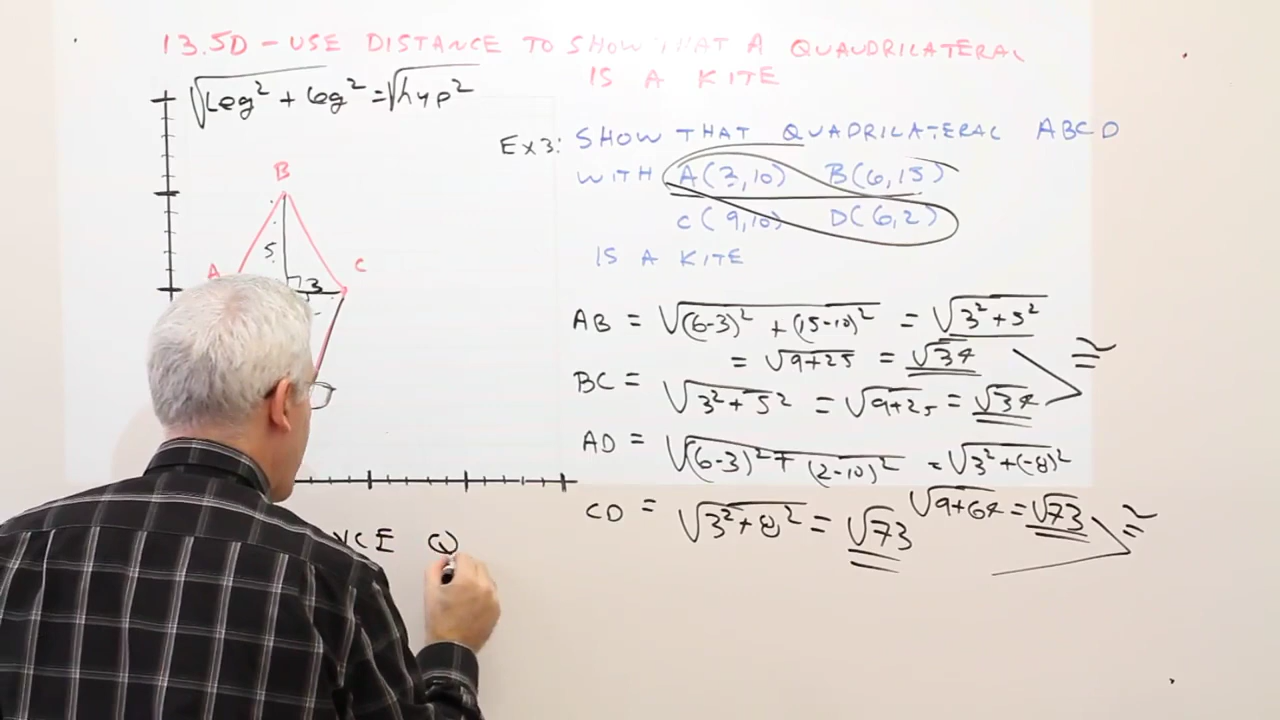 13.5D - USE DISTANCE TO SHOW THAT A QUAUDRILATERAL
IS A KITE
√leg² + leg² = √hyp²
Ex3: SHOW THAT QUADRILATERAL ABCD
WITH A(3,10) B(6,15)
C(9,10) D(6,2)
IS A KITE
B
5
A
3
C
AB = √(6-3)² + (15-10)² = √3²+5²
= √9+25 = √34
≅
BC = √3²+5² = √9+25 = √34
AD = √(6-3)² + (2-10)² = √3²+(-8)²
√9+64 = √73
≅
CD = √3²+8² = √73